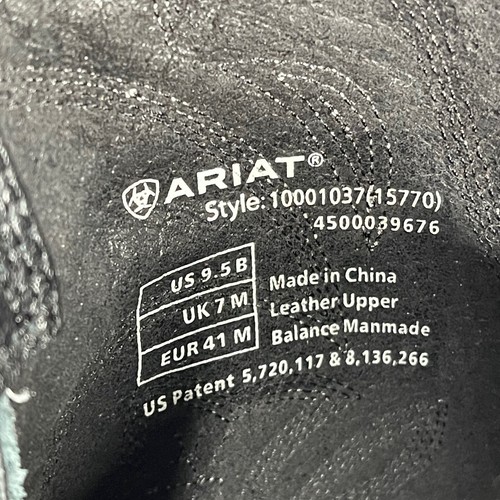 ARIAT®
Style: 10001037(15770)
4500039676
US 9.5 B
UK 7 M
EUR 41 M
Made in China
Leather Upper
Balance Manmade
US Patent 5,720,117 & 8,136,266